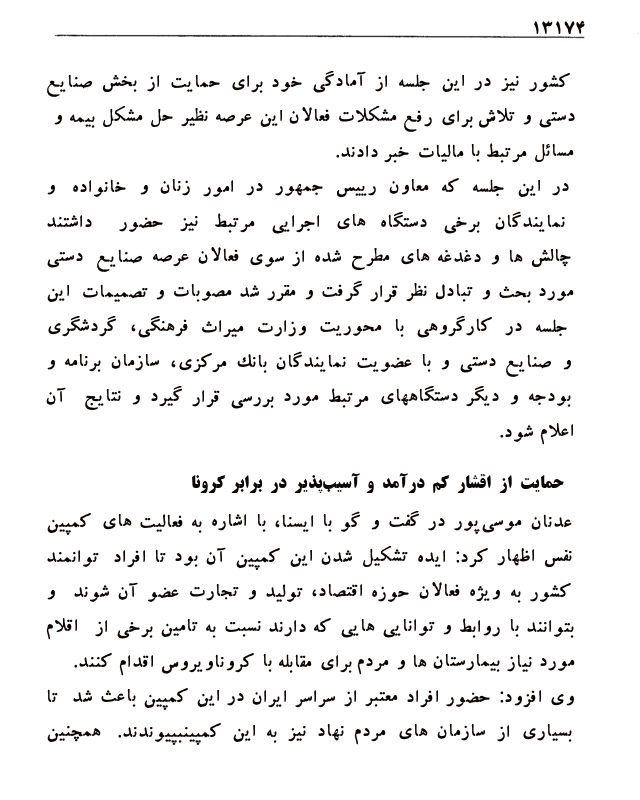 ۱۳۱۷۴
کشور نیز در این جلسه از آمادگی خود برای حمایت از بخش صنایع
دستی و تلاش برای رفع مشکلات فعالان این عرصه نظیر حل مشکل بیمه و
مسائل مرتبط با مالیات خبر دادند.
در این جلسه که معاون رییس جمهور در امور زنان و خانواده و
نمایندگان برخی دستگاه های اجرایی مرتبط نیز حضور داشتند
چالش ها و دغدغه های مطرح شده از سوی فعالان عرصه صنایع دستی
مورد بحث و تبادل نظر قرار گرفت و مقرر شد مصوبات و تصمیمات این
جلسه در کارگروهی با محوریت وزارت میراث فرهنگی، گردشگری
و صنایع دستی و با عضویت نمایندگان بانك مرکزی، سازمان برنامه و
بودجه و دیگر دستگاههای مرتبط مورد بررسی قرار گیرد و نتایج آن
اعلام شود.
حمایت از اقشار کم درآمد و آسیب‌پذیر در برابر کرونا
عدنان موسی‌پور در گفت و گو با ایسنا، با اشاره به فعالیت های کمپین
نفس اظهار کرد: ایده تشکیل شدن این کمپین آن بود تا افراد توانمند
کشور به ویژه فعالان حوزه اقتصاد، تولید و تجارت عضو آن شوند و
بتوانند با روابط و توانایی هایی که دارند نسبت به تامین برخی از اقلام
مورد نیاز بیمارستان ها و مردم برای مقابله با کروناویروس اقدام کنند.
وی افزود: حضور افراد معتبر از سراسر ایران در این کمپین باعث شد تا
بسیاری از سازمان های مردم نهاد نیز به این کمپینبپیوندند. همچنین